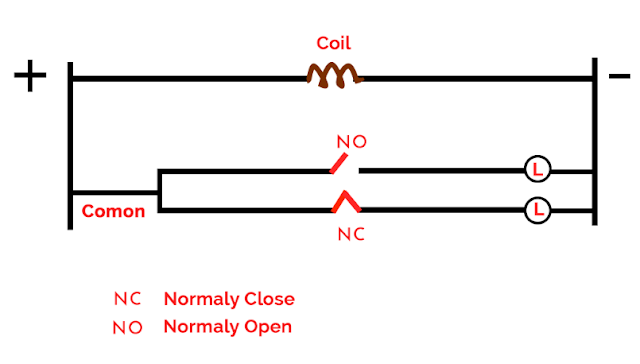 Coil
+
−
NO
L
Comon
L
NC
NC Normaly Close
NO Normaly Open